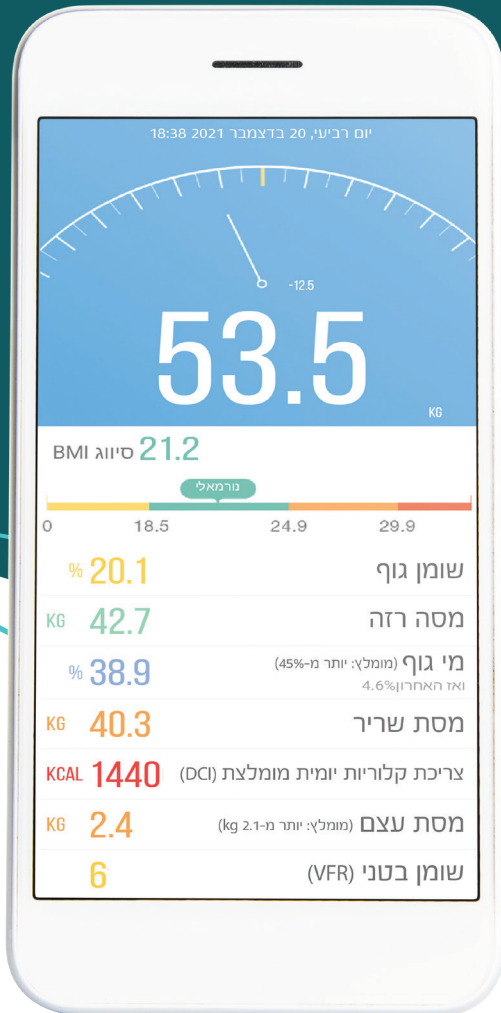 יום רביעי, 20 בדצמבר 2021 18:38
-12.5
53.5
KG
סיווג BMI 21.2
נורמאלי
0 18.5 24.9 29.9
שומן גוף 20.1 %
מסה רזה 42.7 KG
מי גוף (מומלץ: יותר מ-45%) 38.9 %
ואז האחרון4.6%
מסת שריר 40.3 KG
צריכת קלוריות יומית מומלצת (DCI) 1440 KCAL
מסת עצם (מומלץ: יותר מ-2.1 kg) 2.4 KG
שומן בטני (VFR) 6